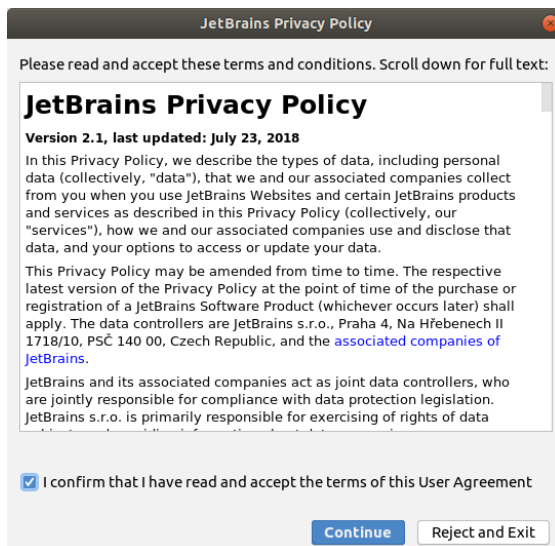 JetBrains Privacy Policy
Please read and accept these terms and conditions. Scroll down for full text:
JetBrains Privacy Policy
Version 2.1, last updated: July 23, 2018
In this Privacy Policy, we describe the types of data, including personal
data (collectively, "data"), that we and our associated companies collect
from you when you use JetBrains Websites and certain JetBrains products
and services as described in this Privacy Policy (collectively, our
"services"), how we and our associated companies use and disclose that
data, and your options to access or update your data.
This Privacy Policy may be amended from time to time. The respective
latest version of the Privacy Policy at the point of time of the purchase or
registration of a JetBrains Software Product (whichever occurs later) shall
apply. The data controllers are JetBrains s.r.o., Praha 4, Na Hřebenech II
1718/10, PSČ 140 00, Czech Republic, and the associated companies of
JetBrains.
JetBrains and its associated companies act as joint data controllers, who
are jointly responsible for compliance with data protection legislation.
JetBrains s.r.o. is primarily responsible for exercising of rights of data
I confirm that I have read and accept the terms of this User Agreement
Continue
Reject and Exit